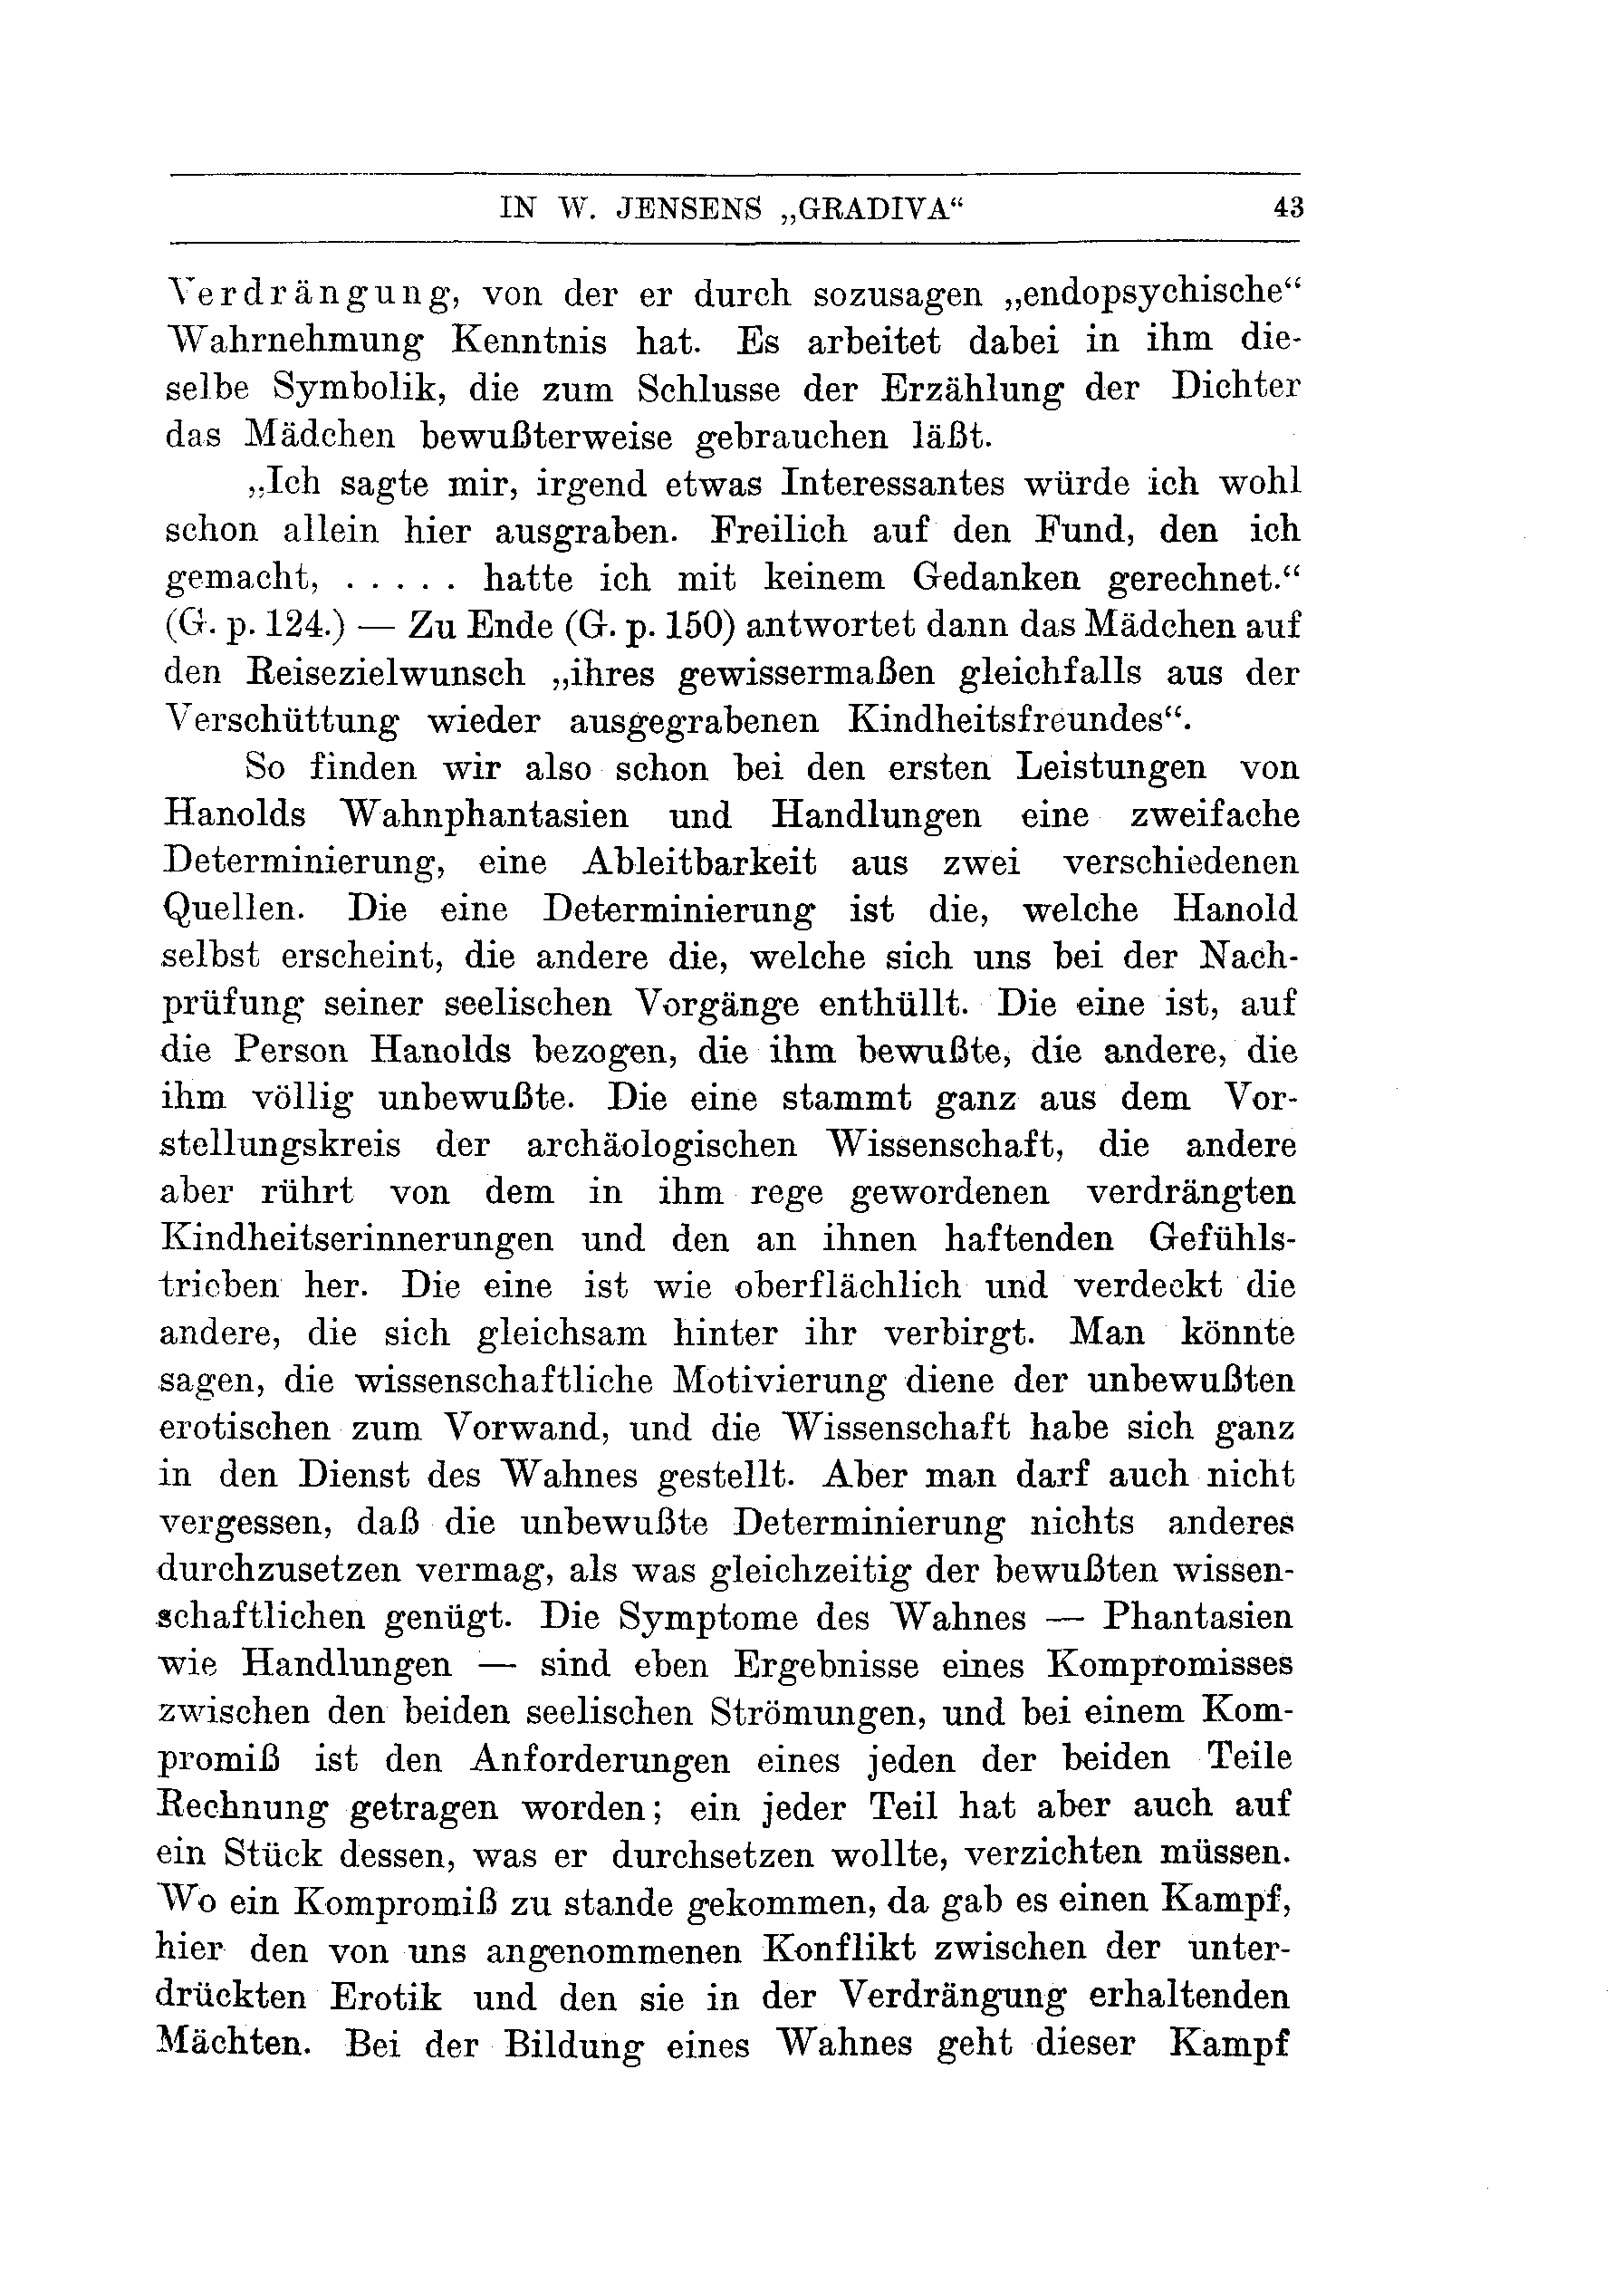 IN W. JENSENS „GRADIVA“ 43
Verdrängung, von der er durch sozusagen „endopsychische“
Wahrnehmung Kenntnis hat. Es arbeitet dabei in ihm die-
selbe Symbolik, die zum Schlusse der Erzählung der Dichter
das Mädchen bewußterweise gebrauchen läßt.
„Ich sagte mir, irgend etwas Interessantes würde ich wohl
schon allein hier ausgraben. Freilich auf den Fund, den ich
gemacht, . . . . . hatte ich mit keinem Gedanken gerechnet.“
(G. p. 124.) — Zu Ende (G. p. 150) antwortet dann das Mädchen auf
den Reisezielwunsch „ihres gewissermaßen gleichfalls aus der
Verschüttung wieder ausgegrabenen Kindheitsfreundes“.
So finden wir also schon bei den ersten Leistungen von
Hanolds Wahnphantasien und Handlungen eine zweifache
Determinierung, eine Ableitbarkeit aus zwei verschiedenen
Quellen. Die eine Determinierung ist die, welche Hanold
selbst erscheint, die andere die, welche sich uns bei der Nach-
prüfung seiner seelischen Vorgänge enthüllt. Die eine ist, auf
die Person Hanolds bezogen, die ihm bewußte, die andere, die
ihm völlig unbewußte. Die eine stammt ganz aus dem Vor-
stellungskreis der archäologischen Wissenschaft, die andere
aber rührt von dem in ihm rege gewordenen verdrängten
Kindheitserinnerungen und den an ihnen haftenden Gefühls-
trieben her. Die eine ist wie oberflächlich und verdeckt die
andere, die sich gleichsam hinter ihr verbirgt. Man könnte
sagen, die wissenschaftliche Motivierung diene der unbewußten
erotischen zum Vorwand, und die Wissenschaft habe sich ganz
in den Dienst des Wahnes gestellt. Aber man darf auch nicht
vergessen, daß die unbewußte Determinierung nichts anderes
durchzusetzen vermag, als was gleichzeitig der bewußten wissen-
schaftlichen genügt. Die Symptome des Wahnes — Phantasien
wie Handlungen — sind eben Ergebnisse eines Kompromisses
zwischen den beiden seelischen Strömungen, und bei einem Kom-
promiß ist den Anforderungen eines jeden der beiden Teile
Rechnung getragen worden; ein jeder Teil hat aber auch auf
ein Stück dessen, was er durchsetzen wollte, verzichten müssen.
Wo ein Kompromiß zu stande gekommen, da gab es einen Kampf,
hier den von uns angenommenen Konflikt zwischen der unter-
drückten Erotik und den sie in der Verdrängung erhaltenden
Mächten. Bei der Bildung eines Wahnes geht dieser Kampf